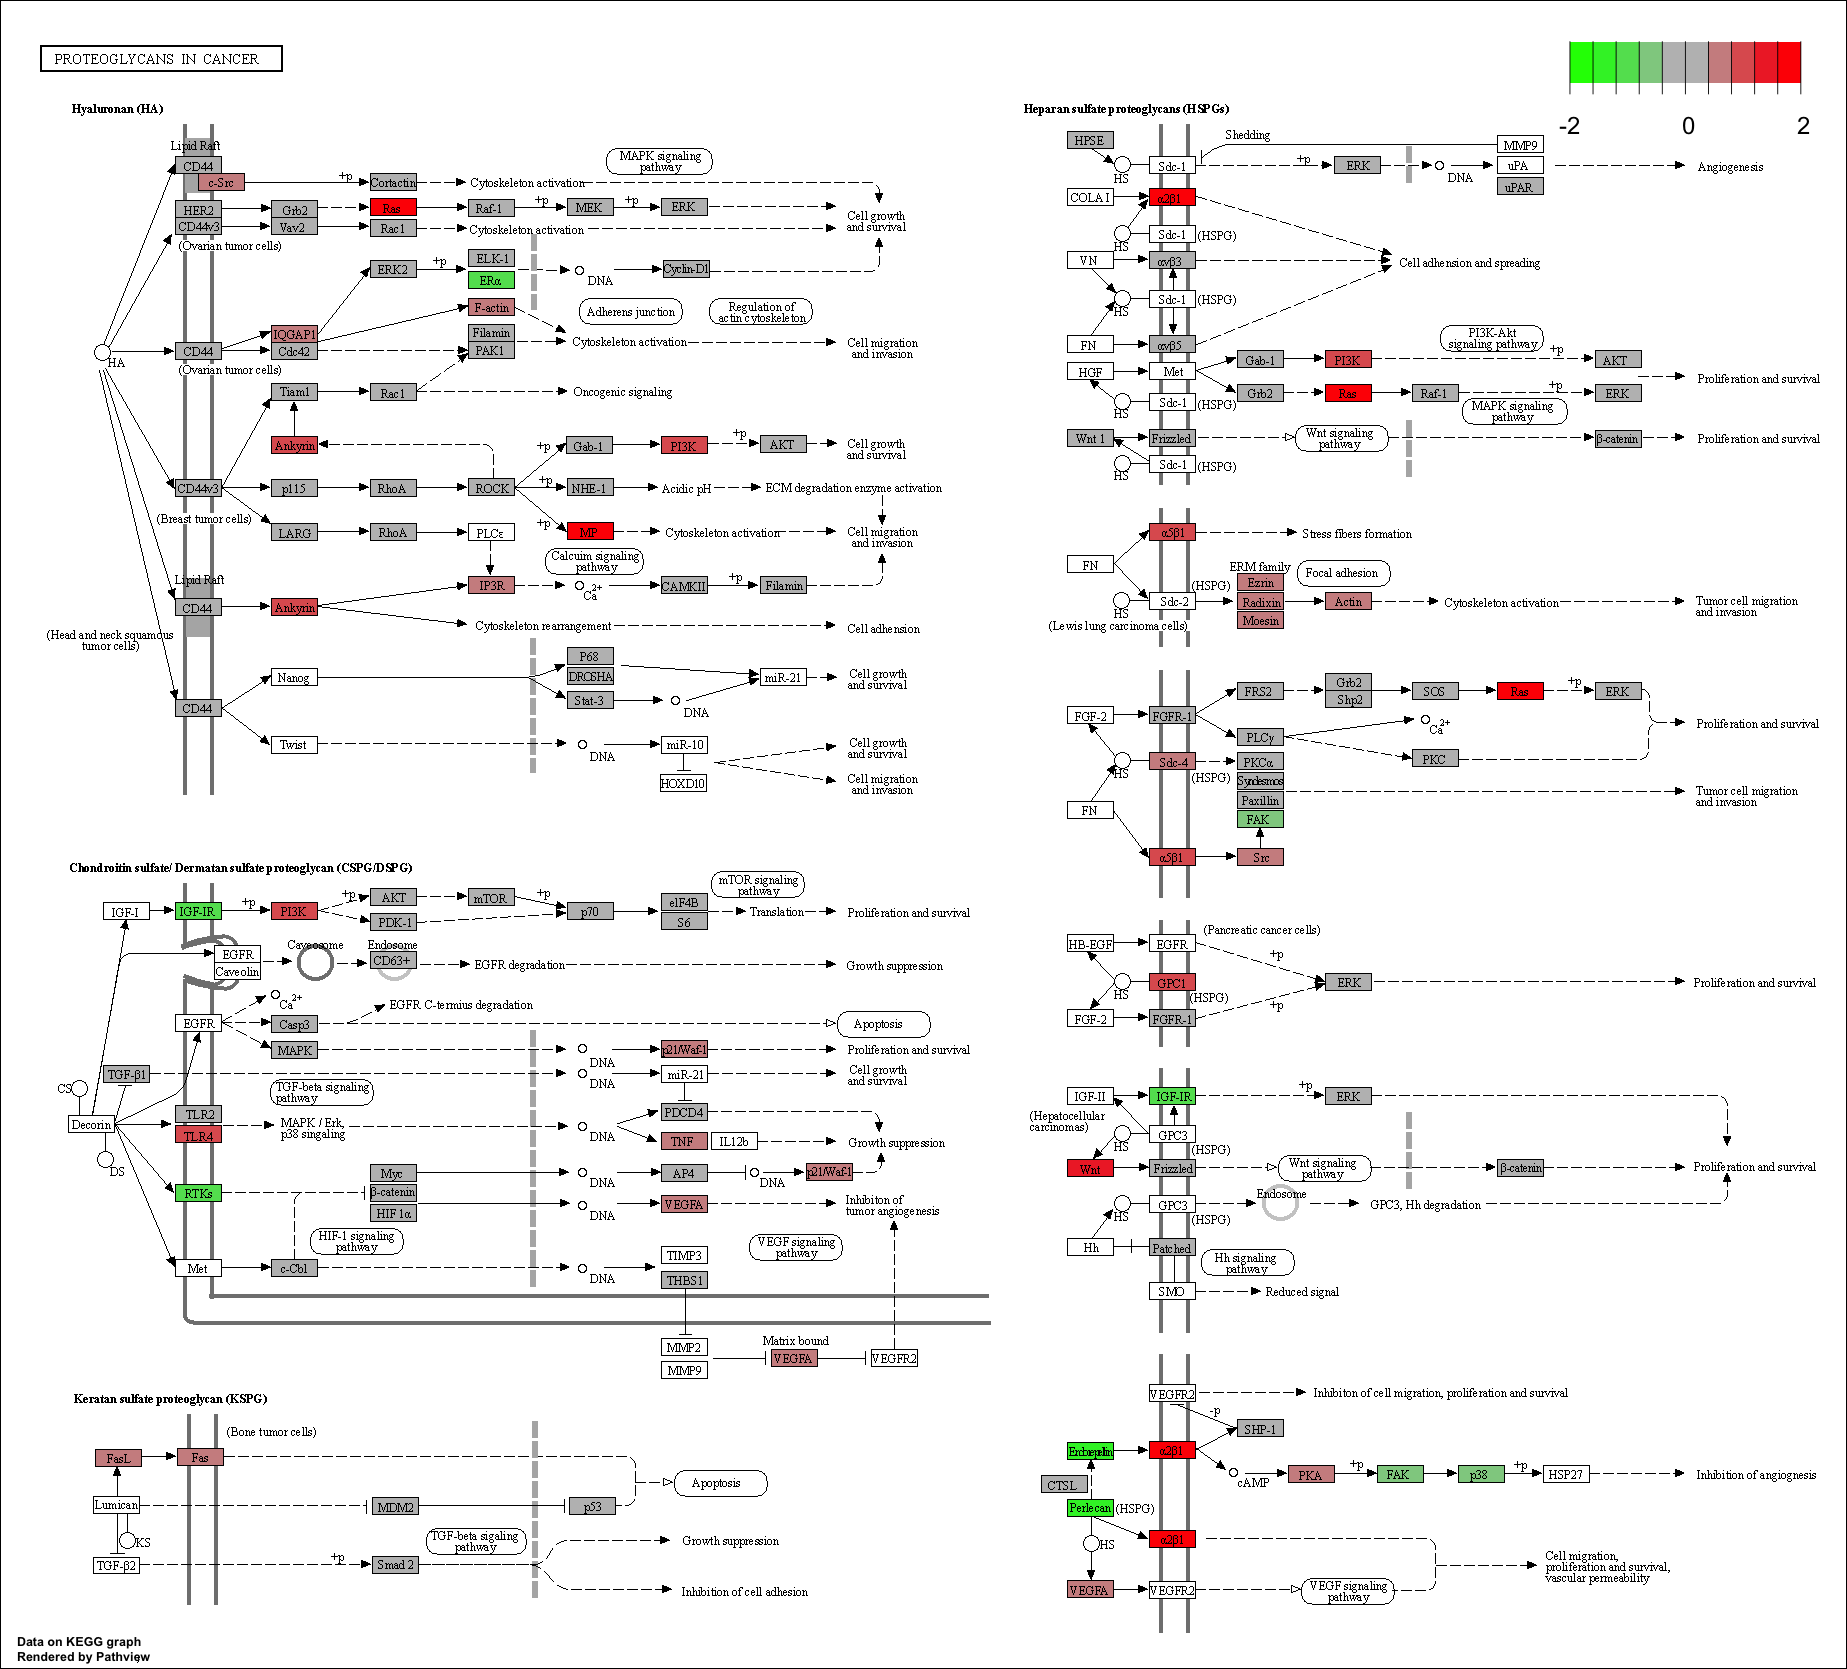 PROTEOGLYCANS IN CANCER
-2 0 2
Hyaluronan (HA)
Lipid Raft
CD44
c-Src
+p
Cortactin
Cytoskeleton activation
MAPK signaling
pathway
HER2
Grb2
Ras
Raf-1
+p
MEK
+p
ERK
Cell growth
and survival
CD44v3
Vav2
Rac1
Cytoskeleton activation
(Ovarian tumor cells)
ERK2
+p
ELK-1
ERα
DNA
Cyclin-D1
F-actin
Adherens junction
Regulation of
actin cytoskeleton
IQGAP1
Filamin
HA
CD44
Cdc42
PAK1
Cytoskeleton activation
Cell migration
and invasion
(Ovarian tumor cells)
Tiam1
Rac1
Oncogenic signaling
Ankyrin
+p
Gab-1
PI3K
+p
AKT
Cell growth
and survival
CD44v3
p115
RhoA
ROCK
+p
NHE-1
Acidic pH
ECM degradation enzyme activation
(Breast tumor cells)
LARG
RhoA
PLCε
+p
MP
Cytoskeleton activation
Cell migration
and invasion
Calcuim signaling
pathway
Lipid Raft
IP3R
Ca2+
CAMKII
+p
Filamin
CD44
Ankyrin
Cytoskeleton rearrangement
Cell adhesion
(Head and neck squamous
tumor cells)
Nanog
P68
DROSHA
Stat-3
DNA
miR-21
Cell growth
and survival
CD44
Twist
DNA
miR-10
HOXD10
Cell growth
and survival
Cell migration
and invasion
Chondroitin sulfate/ Dermatan sulfate proteoglycan (CSPG/DSPG)
IGF-I
IGF-IR
+p
PI3K
+p
AKT
mTOR
+p
PDK-1
p70
eIF4B
S6
mTOR signaling
pathway
Translation
Proliferation and survival
EGFR
Caveolin
Caveosome
Endosome
CD63+
EGFR degradation
Growth suppression
Ca2+
EGFR C-termius degradation
EGFR
Casp3
Apoptosis
MAPK
DNA
p21/Waf-1
Proliferation and survival
TGF-β1
DNA
miR-21
Cell growth
and survival
CS
Decorin
DS
TGF-beta signaling
pathway
TLR2
TLR4
MAPK / Erk,
p38 singaling
DNA
PDCD4
TNF
IL12b
Growth suppression
Myc
DNA
AP4
DNA
p21/Waf-1
RTKs
β-catenin
HIF1α
DNA
VEGFA
Inhibiton of
tumor angiogenesis
HIF-1 signaling
pathway
VEGF signaling
pathway
Met
c-Cbl
DNA
TIMP3
THBS1
MMP2
MMP9
Matrix bound
VEGFA
VEGFR2
Keratan sulfate proteoglycan (KSPG)
(Bone tumor cells)
FasL
Fas
Apoptosis
Lumican
MDM2
p53
KS
TGF-β2
+p
Smad 2
TGF-beta sigaling
pathway
Growth suppression
Inhibition of cell adhesion
Data on KEGG graph
Rendered by Pathview
Heparan sulfate proteoglycans (HSPGs)
HPSE
HS
Sdc-1
Shedding
MMP9
+p
ERK
DNA
uPA
uPAR
Angiogenesis
COLA1
α2β1
HS
Sdc-1
(HSPG)
VN
αvβ3
Cell adhesion and spreading
HS
Sdc-1
(HSPG)
FN
αvβ5
PI3K-Akt
signaling pathway
HGF
Met
Gab-1
PI3K
+p
AKT
Grb2
Ras
Raf-1
+p
ERK
Proliferation and survival
HS
Sdc-1
(HSPG)
MAPK signaling
pathway
Wnt 1
Frizzled
Wnt signaling
pathway
β-catenin
Proliferation and survival
HS
Sdc-1
(HSPG)
α5β1
Stress fibers formation
FN
ERM family
Focal adhesion
HS
Sdc-2
(HSPG)
Ezrin
Radixin
Moesin
Actin
Cytoskeleton activation
Tumor cell migration
and invasion
(Lewis lung carcinoma cells)
FGF-2
FGFR-1
FRS2
Grb2
Shp2
SOS
Ras
+p
ERK
Proliferation and survival
PLCγ
Ca2+
PKC
HS
Sdc-4
(HSPG)
PKCα
Syndesmos
Paxillin
FAK
Tumor cell migration
and invasion
FN
α5β1
Src
(Pancreatic cancer cells)
HB-EGF
EGFR
+p
HS
GPC1
(HSPG)
ERK
Proliferation and survival
FGF-2
FGFR-1
+p
IGF-II
IGF-IR
+p
ERK
(Hepatocellular
carcinomas)
HS
GPC3
(HSPG)
Wnt
Frizzled
Wnt signaling
pathway
β-catenin
Proliferation and survival
HS
GPC3
(HSPG)
Endosome
GPC3, Hh degradation
Hh
Patched
Hh signaling
pathway
SMO
Reduced signal
VEGFR2
Inhibiton of cell migration, proliferation and survival
-p
SHP-1
α2β1
CTSL
cAMP
PKA
+p
FAK
p38
+p
HSP27
Inhibition of angiognesis
Perlecan
(HSPG)
HS
α2β1
Cell migration,
proliferation and survival,
vascular permeability
VEGFA
VEGFR2
VEGF signaling
pathway